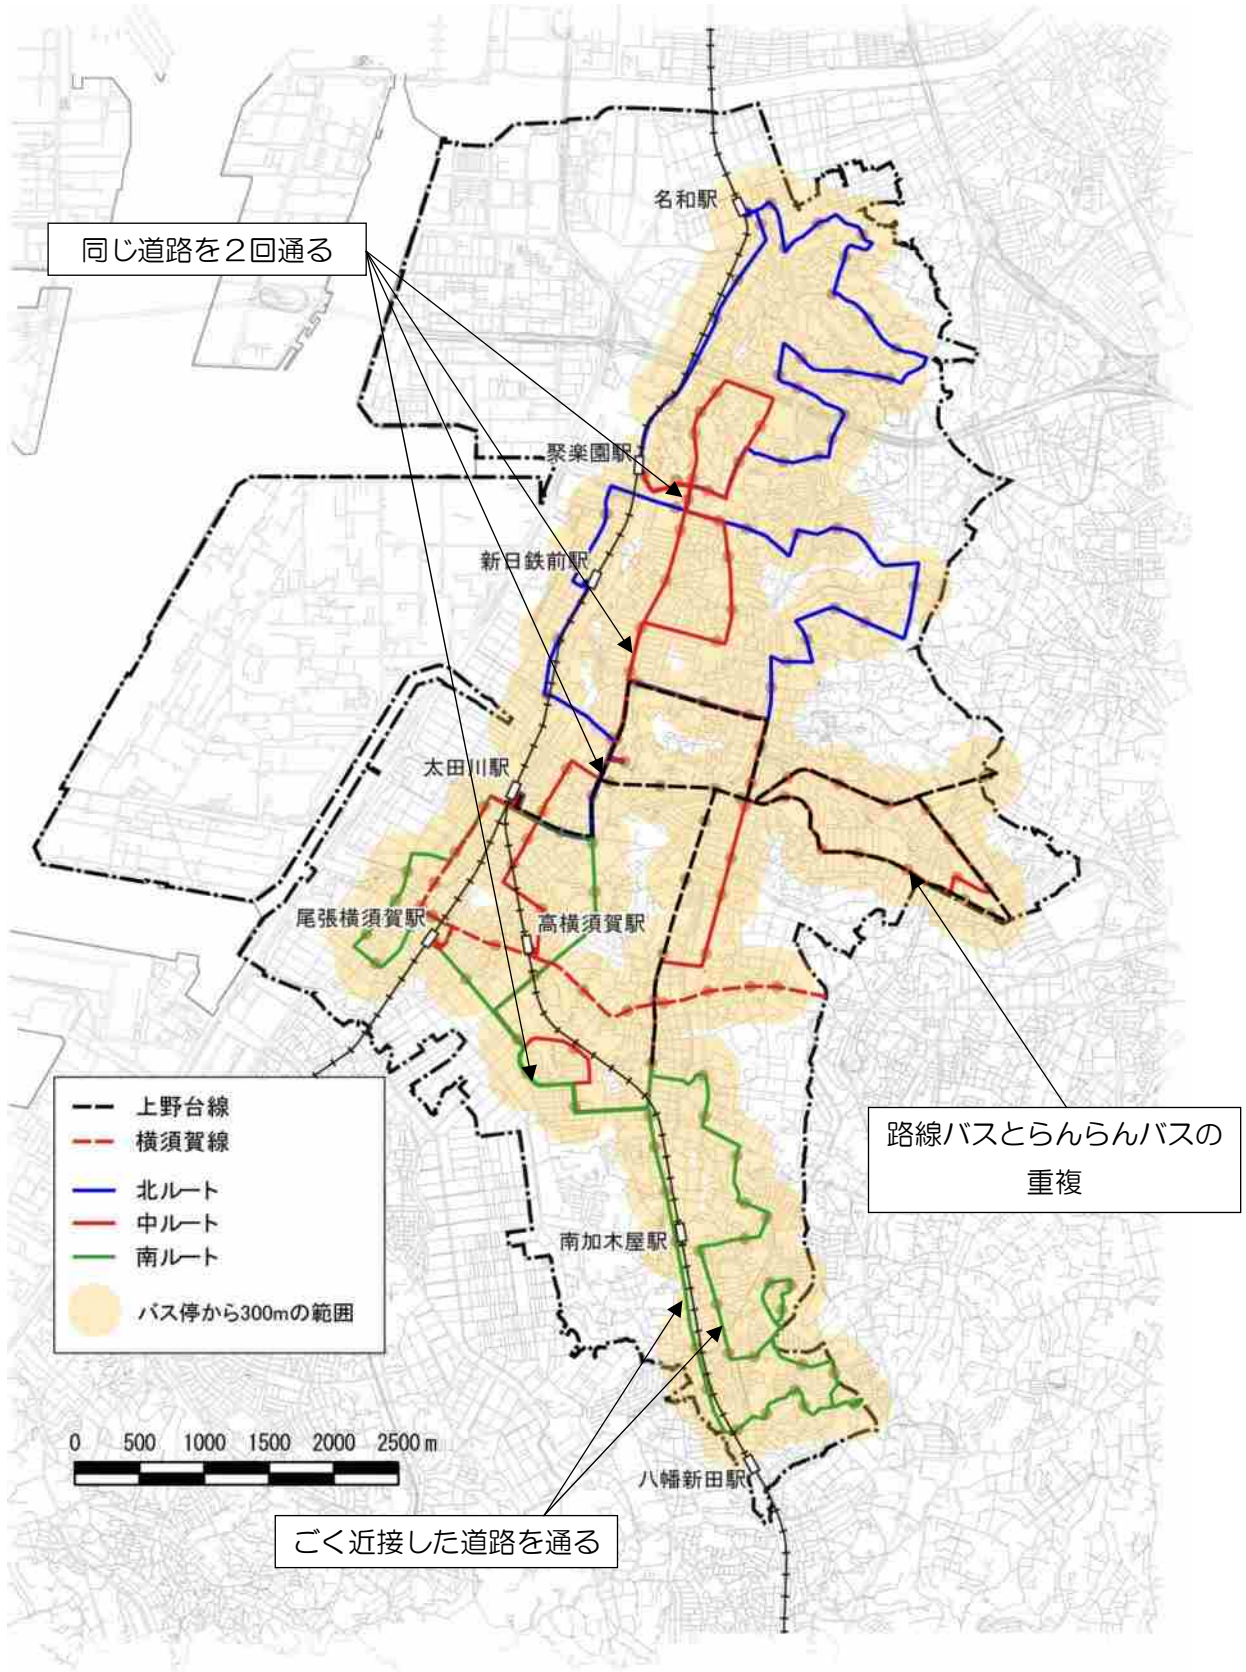 名和駅
同じ道路を２回通る
聚楽園駅
新日鉄前駅
太田川駅
尾張横須賀駅
高横須賀駅
上野台線
横須賀線
北ルート
中ルート
南ルート
バス停から300mの範囲
路線バスとらんらんバスの
重複
南加木屋駅
0 500 1000 1500 2000 2500m
八幡新田駅
ごく近接した道路を通る